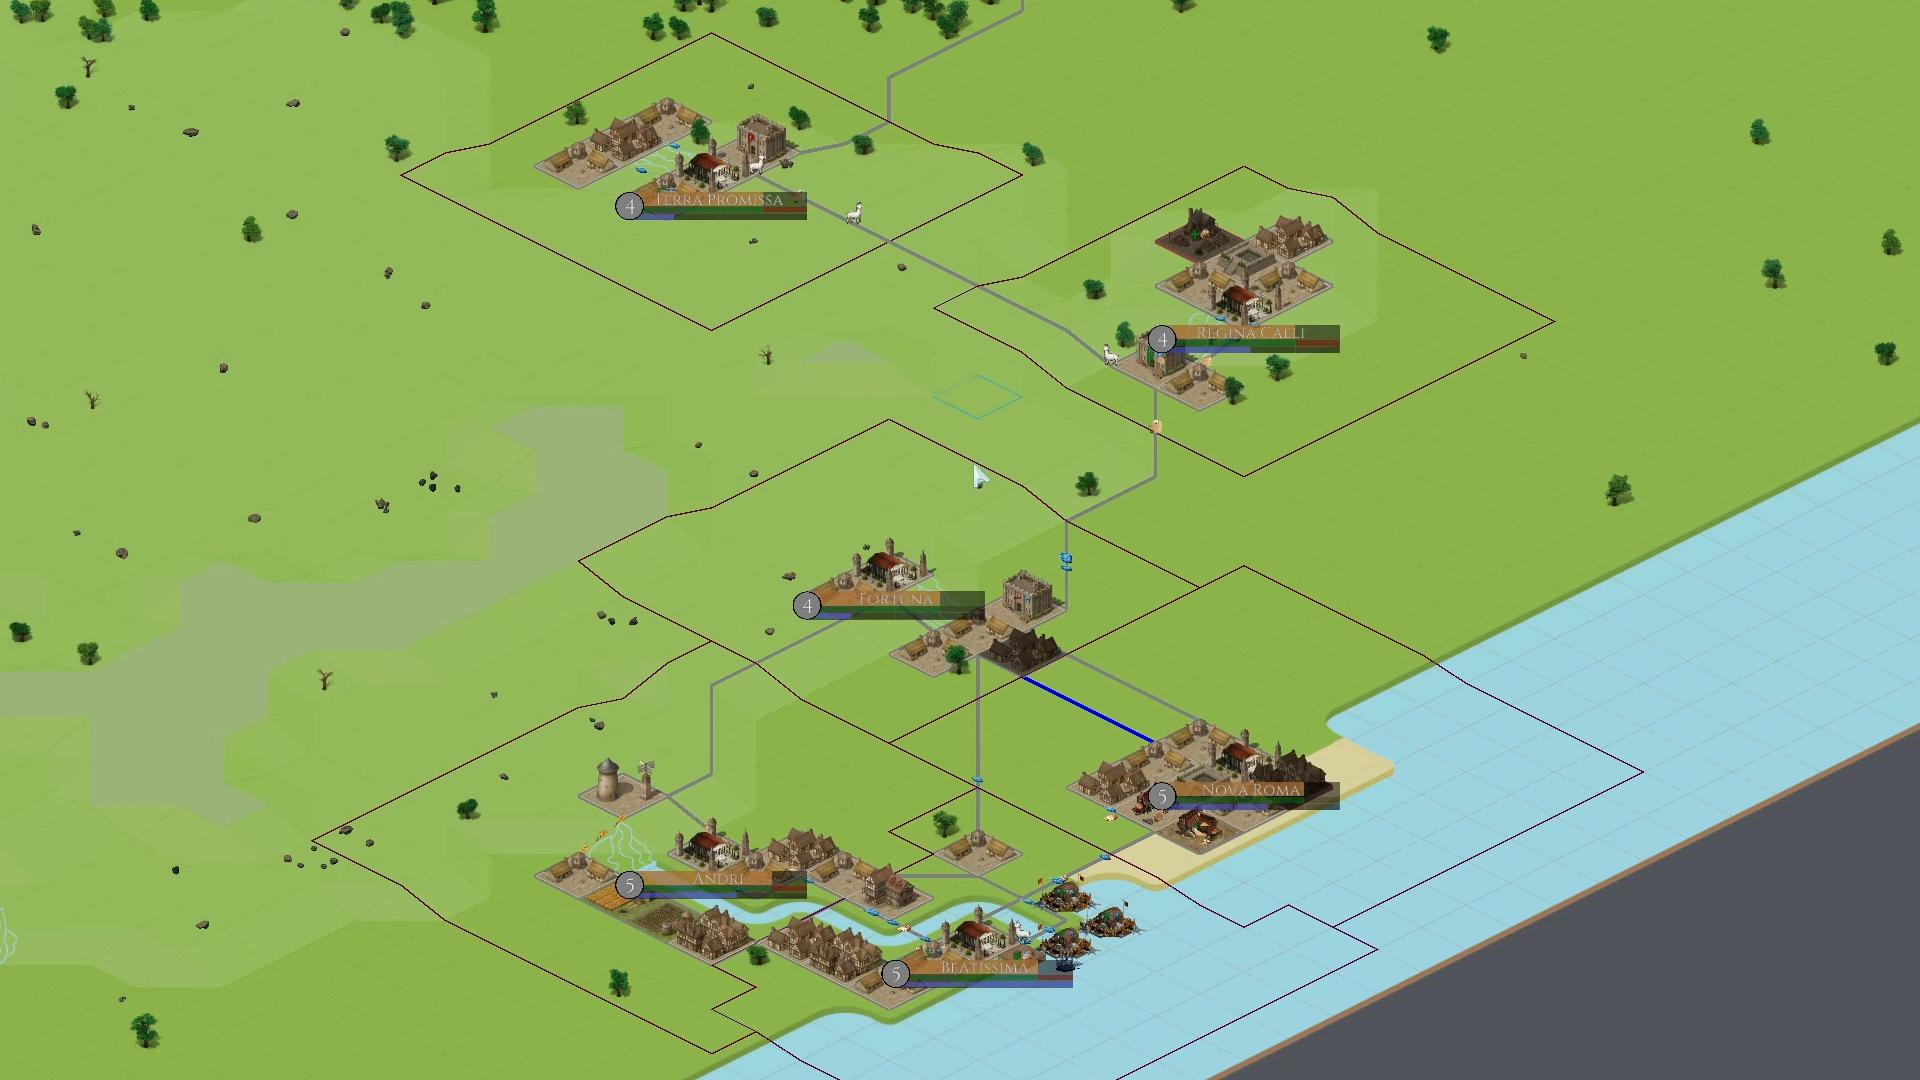 4 TERRA PROMISSA
4 REGINA CAELI
4 FORTUNA
5 NOVA ROMA
5 ANDRI
5 BEATISSIMA